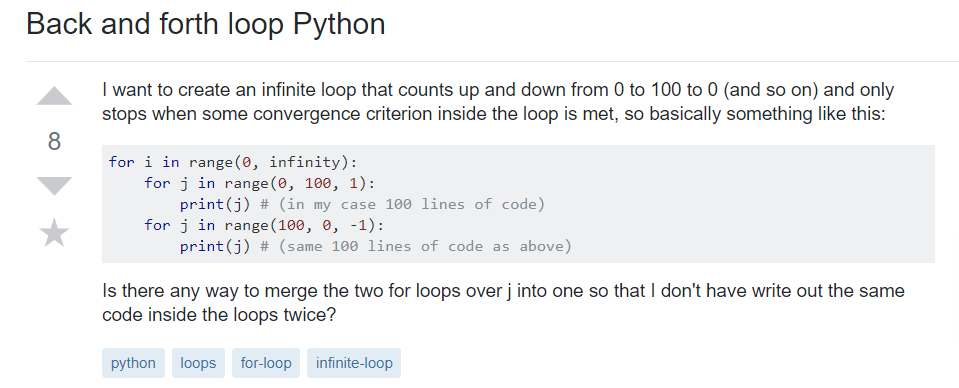 Back and forth loop Python
I want to create an infinite loop that counts up and down from 0 to 100 to 0 (and so on) and only
stops when some convergence criterion inside the loop is met, so basically something like this:
8
for i in range(0, infinity):
    for j in range(0, 100, 1):
        print(j) # (in my case 100 lines of code)
    for j in range(100, 0, -1):
        print(j) # (same 100 lines of code as above)
Is there any way to merge the two for loops over j into one so that I don't have write out the same
code inside the loops twice?
python loops for-loop infinite-loop